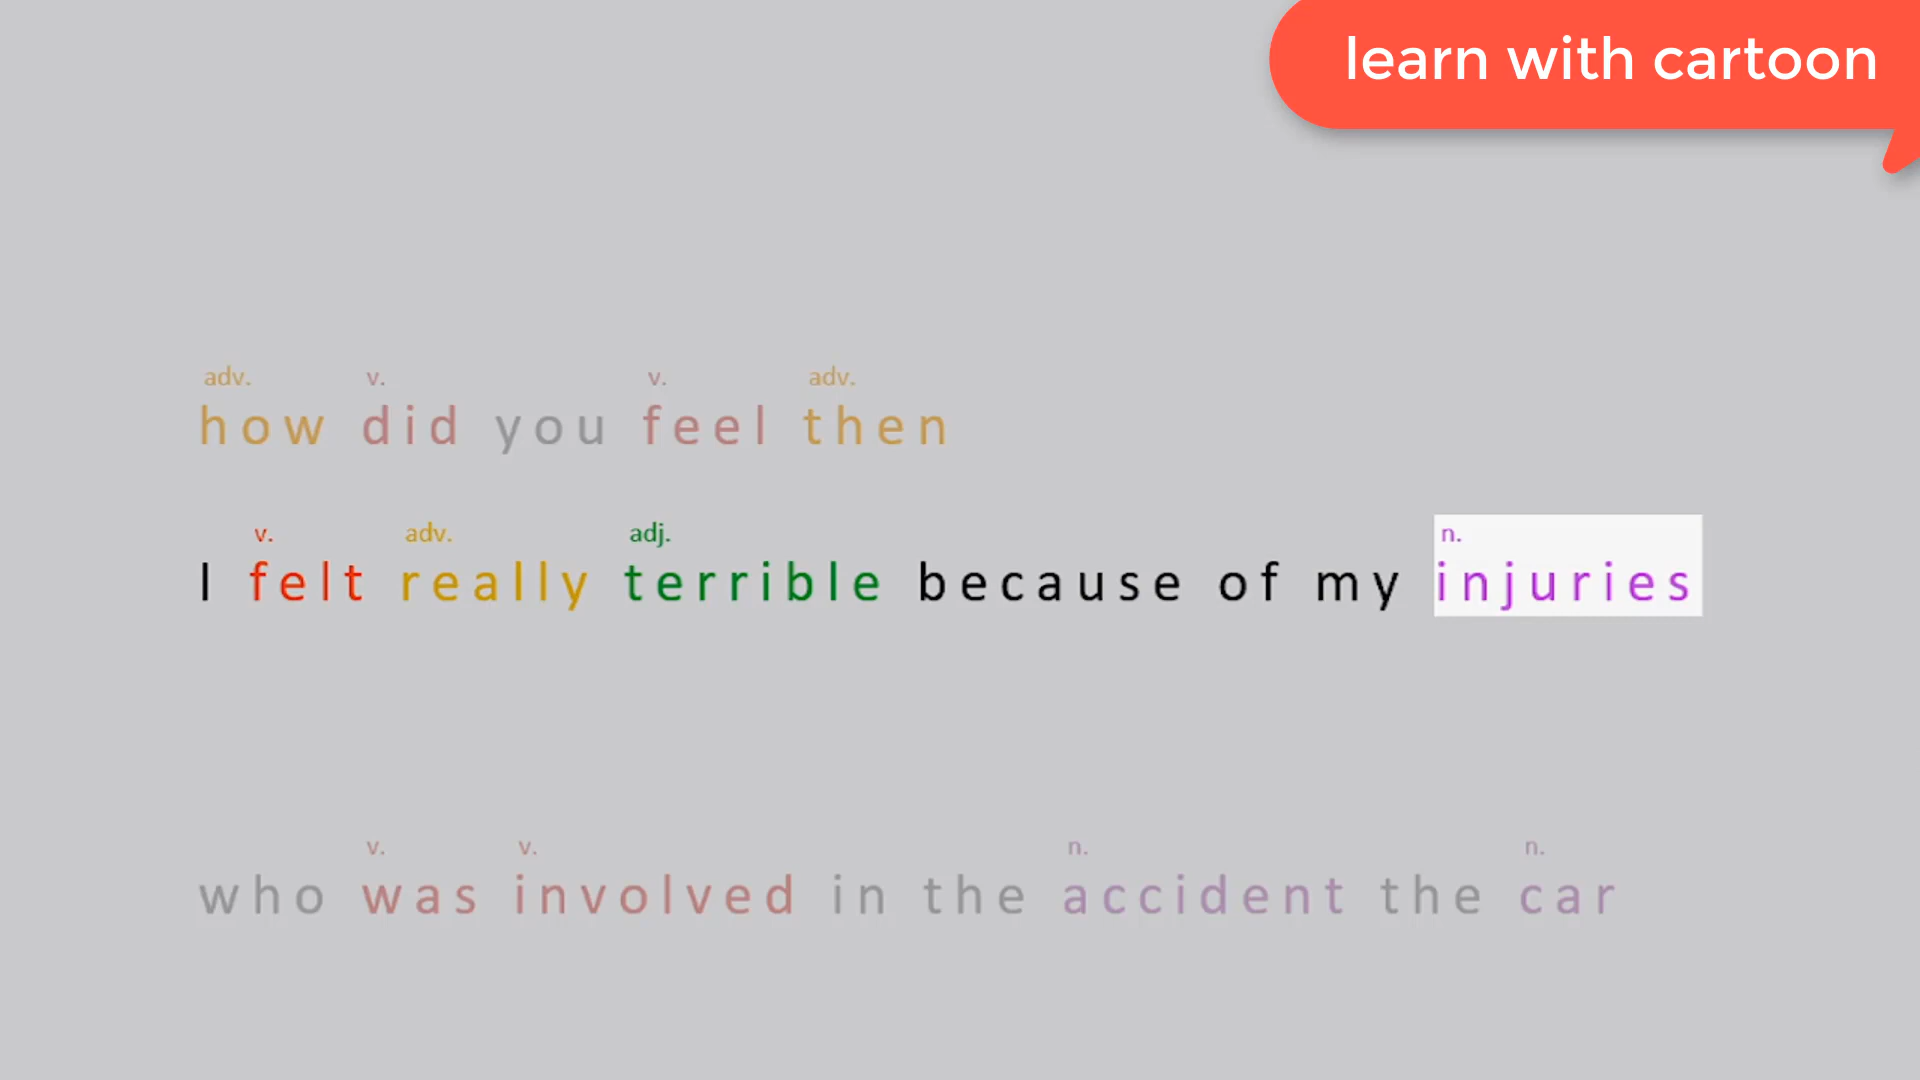 learn with cartoon
adv. v. v. adv.
how did you feel then
v. adv. adj. n.
I felt really terrible because of my injuries
v. v. n. n.
who was involved in the accident the car